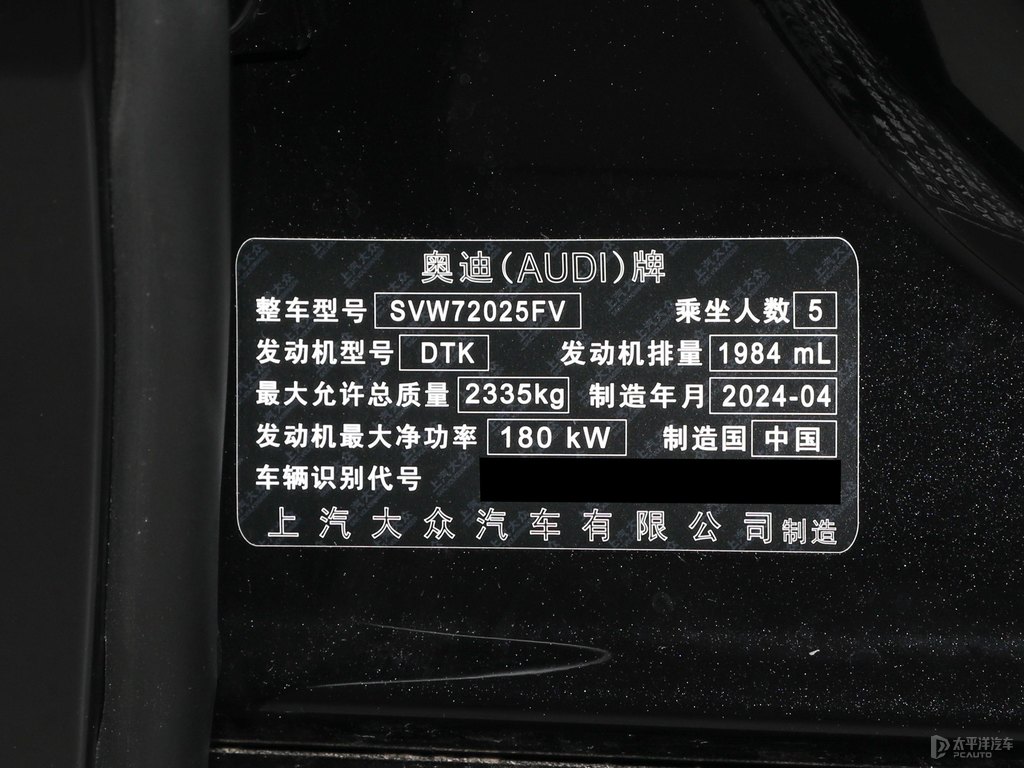 奥迪(AUDI)牌
整车型号 SVW72025FV 乘坐人数 5
发动机型号 DTK 发动机排量 1984 mL
最大允许总质量 2335kg 制造年月 2024-04
发动机最大净功率 180 kW 制造国 中国
车辆识别代号
上汽大众汽车有限公司制造
太平洋汽车
PCAUTO